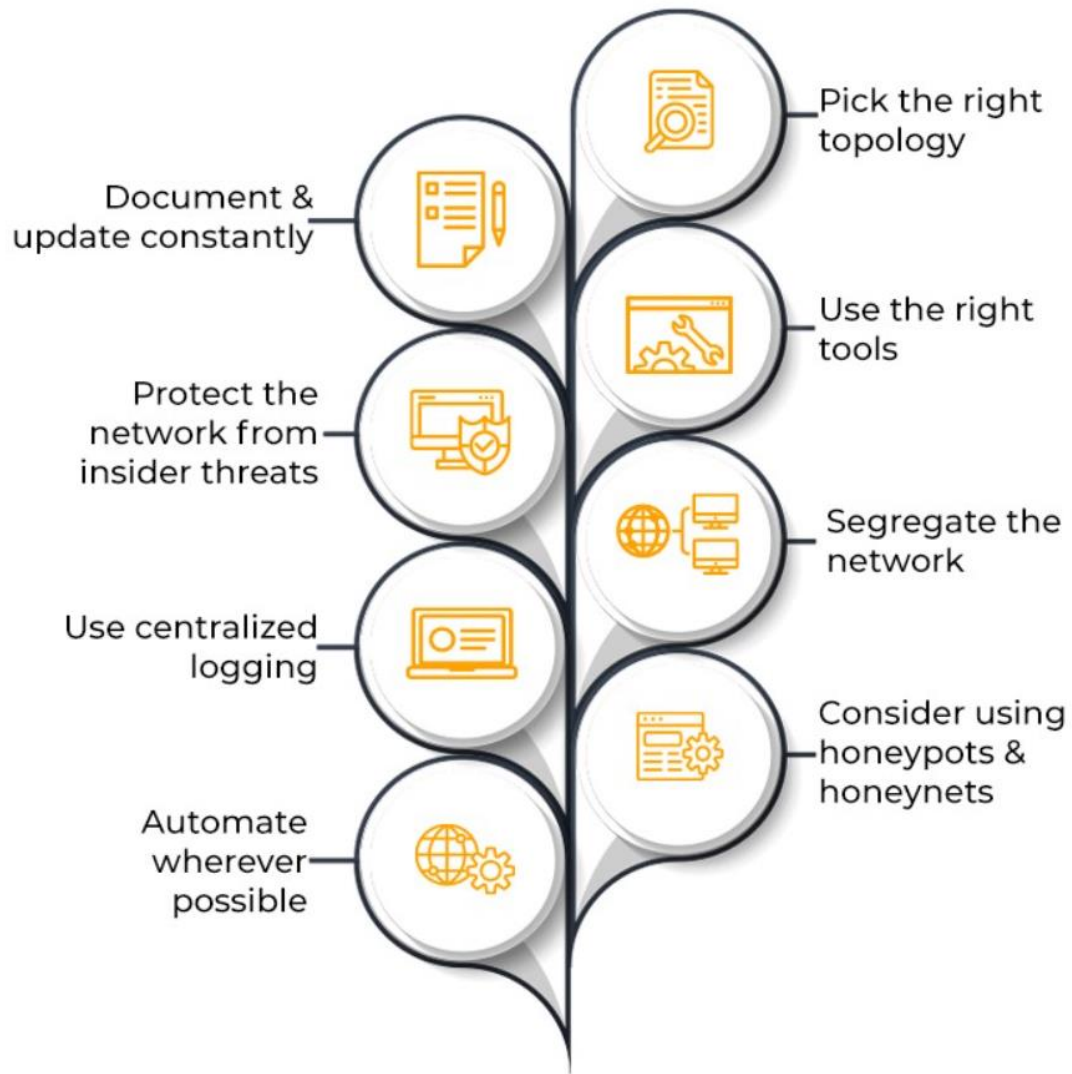 Pick the right
topology
Document &
update constantly
Use the right
tools
Protect the
network from
insider threats
Segregate the
network
Use centralized
logging
Consider using
honeypots &
honeynets
Automate
wherever
possible